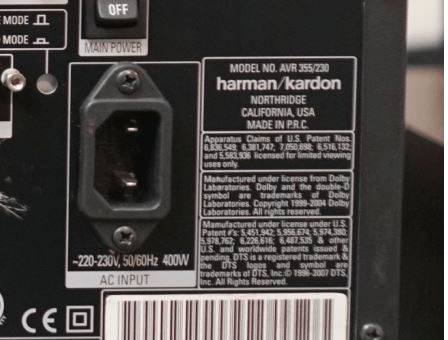 OFF
E MODE
D MODE
MAIN POWER
MODEL NO. AVR 355/230
harman/kardon
NORTHRIDGE
CALIFORNIA, USA
MADE IN P.R.C.
Apparatus Claims of U.S. Patent Nos.
6,836,549; 6,381,747; 7,050,698; 6,516,132;
and 5,583,936 licensed for limited viewing
uses only.
Manufactured under license from Dolby
Laboratories. Dolby and the double-D
symbol are trademarks of Dolby
Laboratories. Copyright 1999-2004 Dolby
Laboratories. All rights reserved.
Manufactured under license under U.S.
Patent #'s: 5,451,942; 5,956,674; 5,974,380;
5,978,762; 6,226,616; 6,487,535 & other
U.S. and worldwide patents issued &
pending. DTS is a registered trademark &
the DTS logos and symbol are
trademarks of DTS, Inc.© 1996-2007 DTS,
Inc. All Rights Reserved.
~220-230V, 50/60Hz 400W
AC INPUT
CE